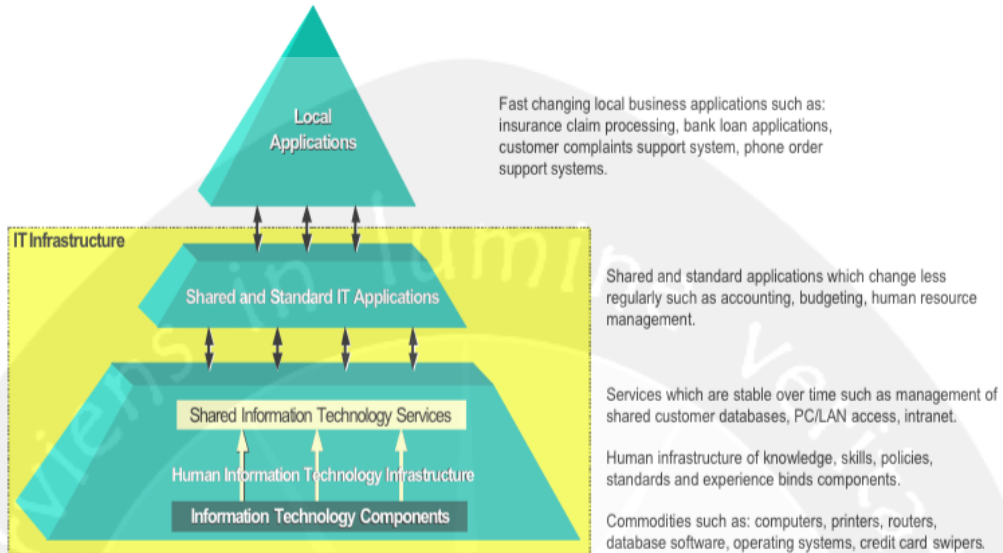 Local
Applications
Fast changing local business applications such as:
insurance claim processing, bank loan applications,
customer complaints support system, phone order
support systems.
IT Infrastructure
Shared and Standard IT Applications
Shared and standard applications which change less
regularly such as accounting, budgeting, human resource
management.
Shared Information Technology Services
Services which are stable over time such as management of
shared customer databases, PC/LAN access, intranet.
Human Information Technology Infrastructure
Human infrastructure of knowledge, skills, policies,
standards and experience binds components.
Information Technology Components
Commodities such as: computers, printers, routers,
database software, operating systems, credit card swipers.
viens in lumine verita